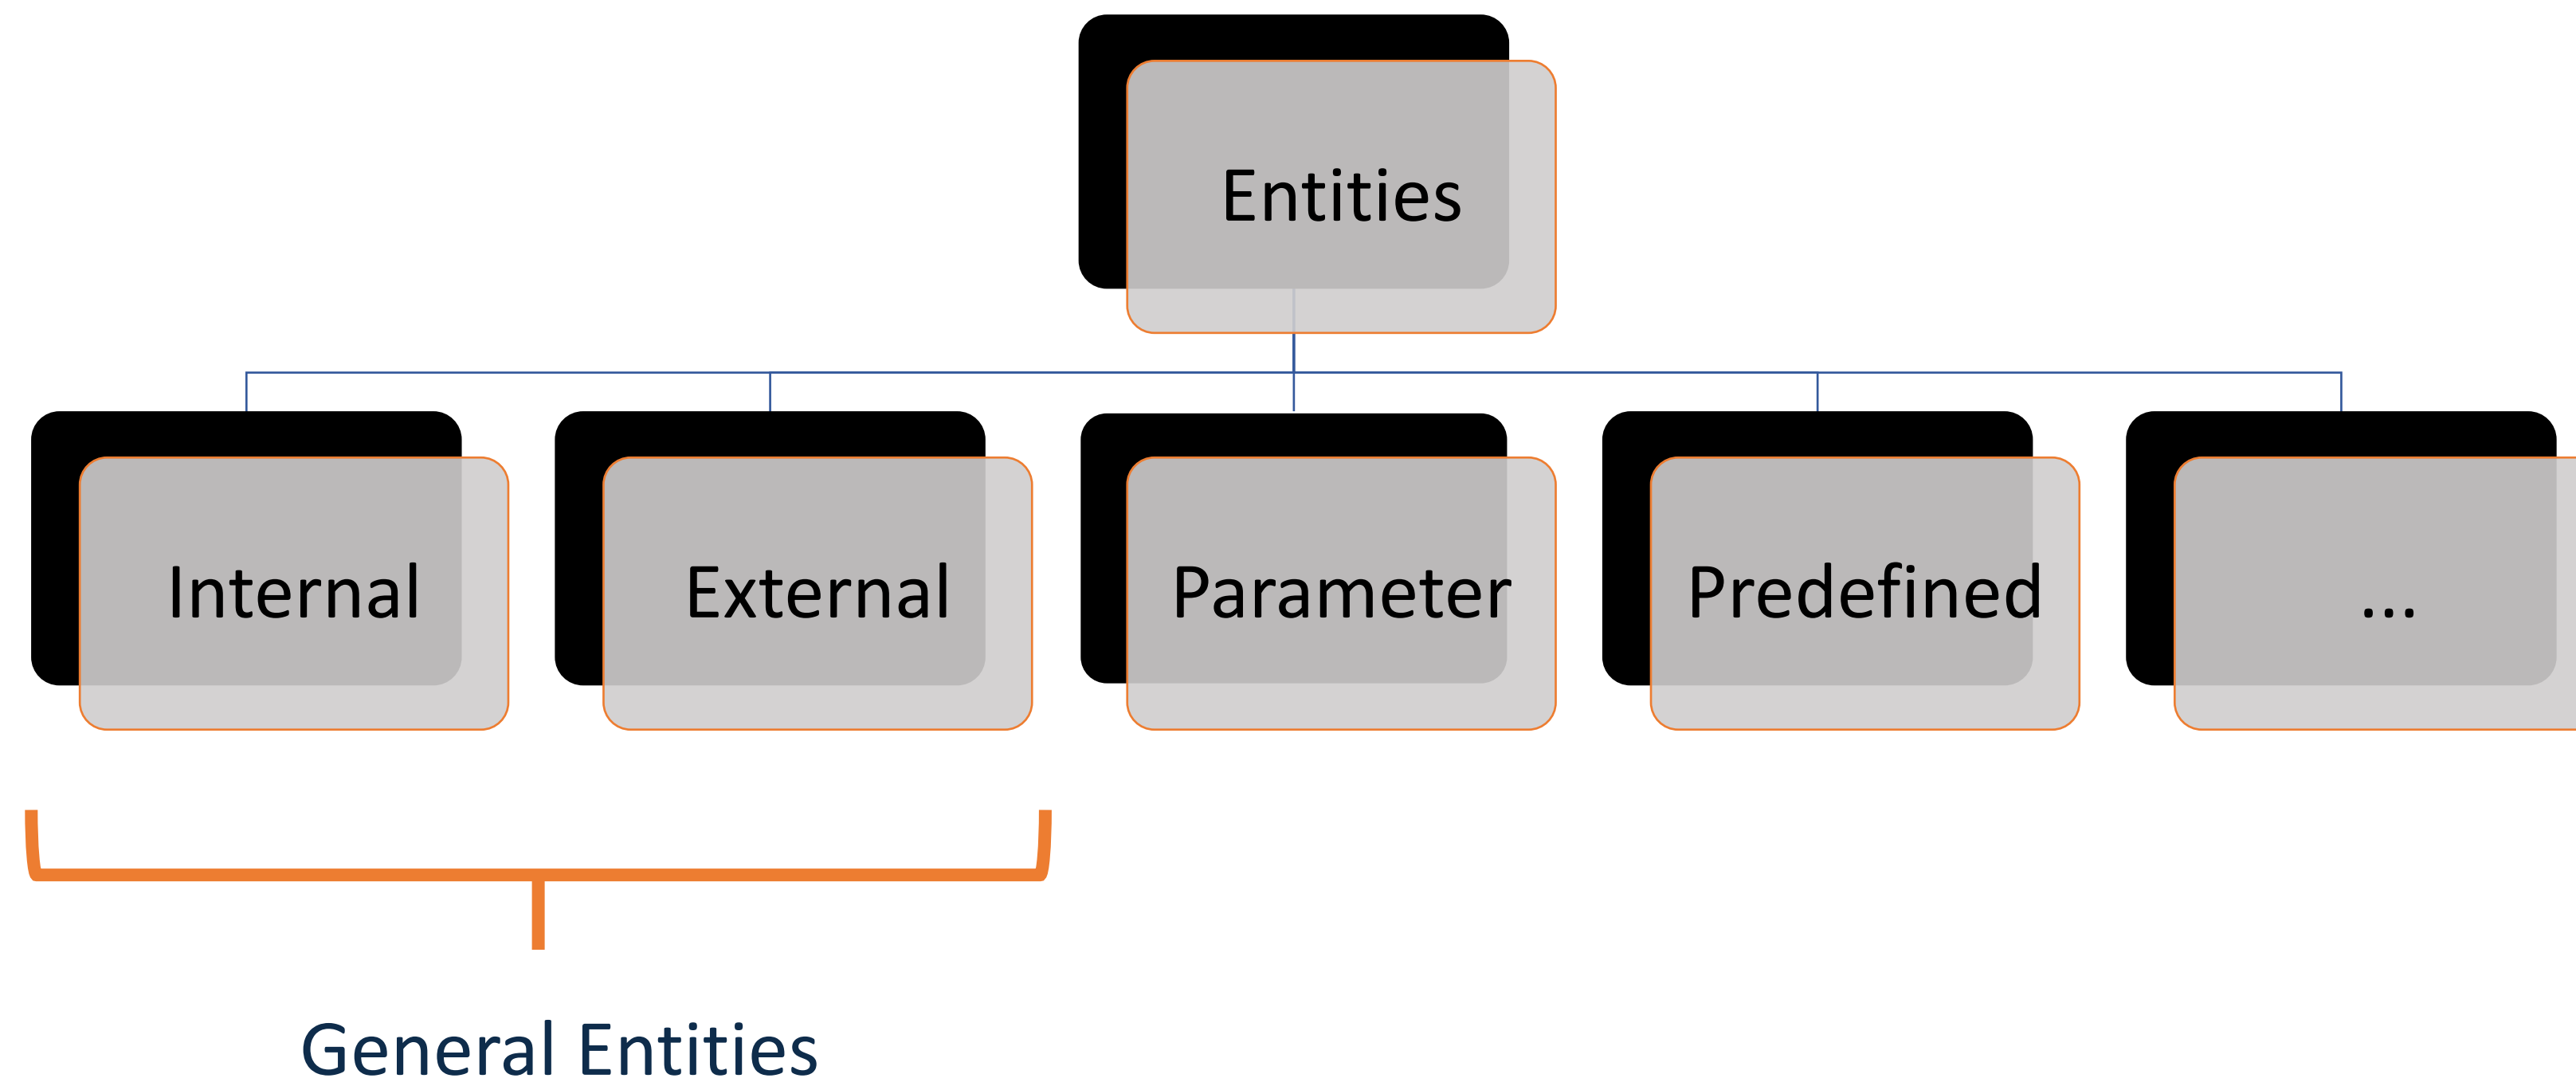 Entities
Internal
External
Parameter
Predefined
...
General Entities